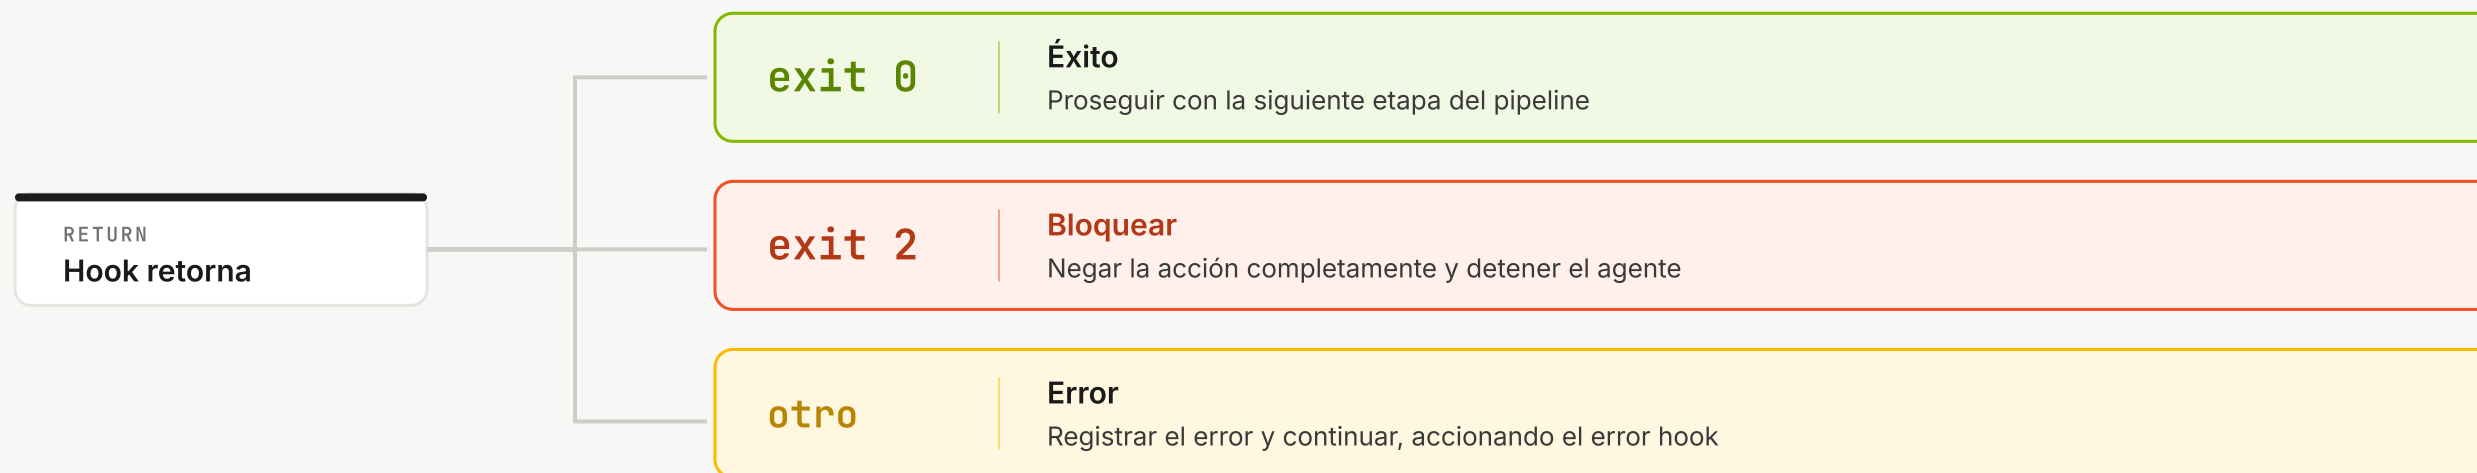 RETURN
Hook retorna
exit 0
Éxito
Proseguir con la siguiente etapa del pipeline
exit 2
Bloquear
Negar la acción completamente y detener el agente
otro
Error
Registrar el error y continuar, accionando el error hook